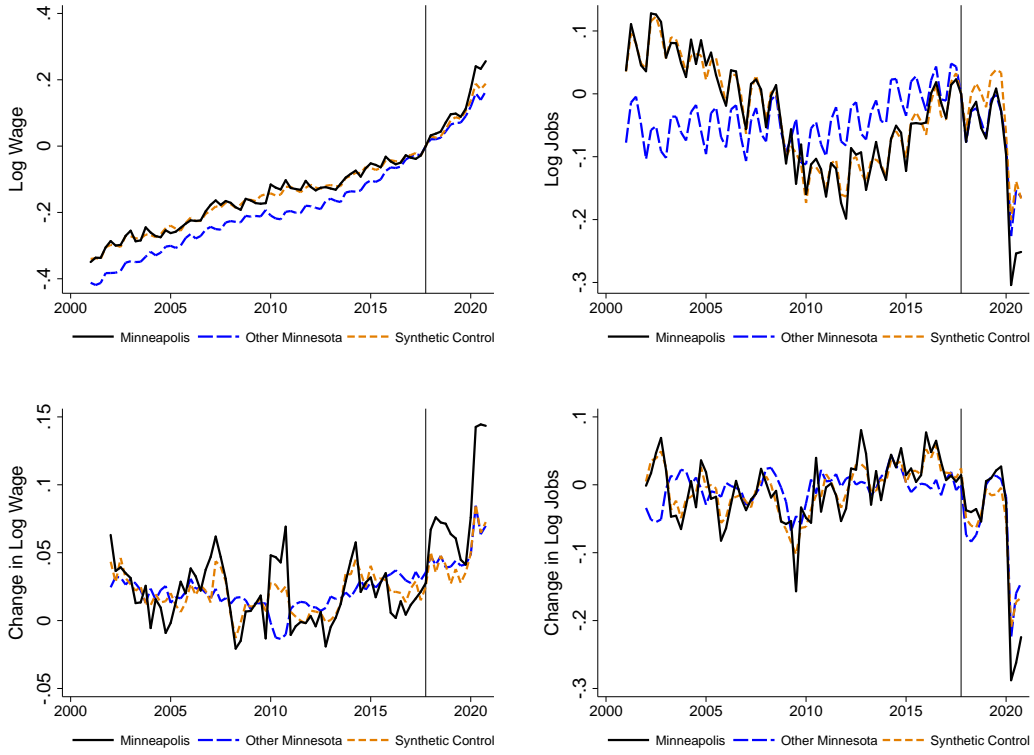 Log Wage
.4
.2
0
-.2
-.4
2000 2005 2010 2015 2020
Minneapolis Other Minnesota Synthetic Control
Log Jobs
.1
0
-.1
-.2
-.3
2000 2005 2010 2015 2020
Minneapolis Other Minnesota Synthetic Control
Change in Log Wage
.15
.1
.05
0
-.05
2000 2005 2010 2015 2020
Minneapolis Other Minnesota Synthetic Control
Change in Log Jobs
.1
0
-.1
-.2
-.3
2000 2005 2010 2015 2020
Minneapolis Other Minnesota Synthetic Control